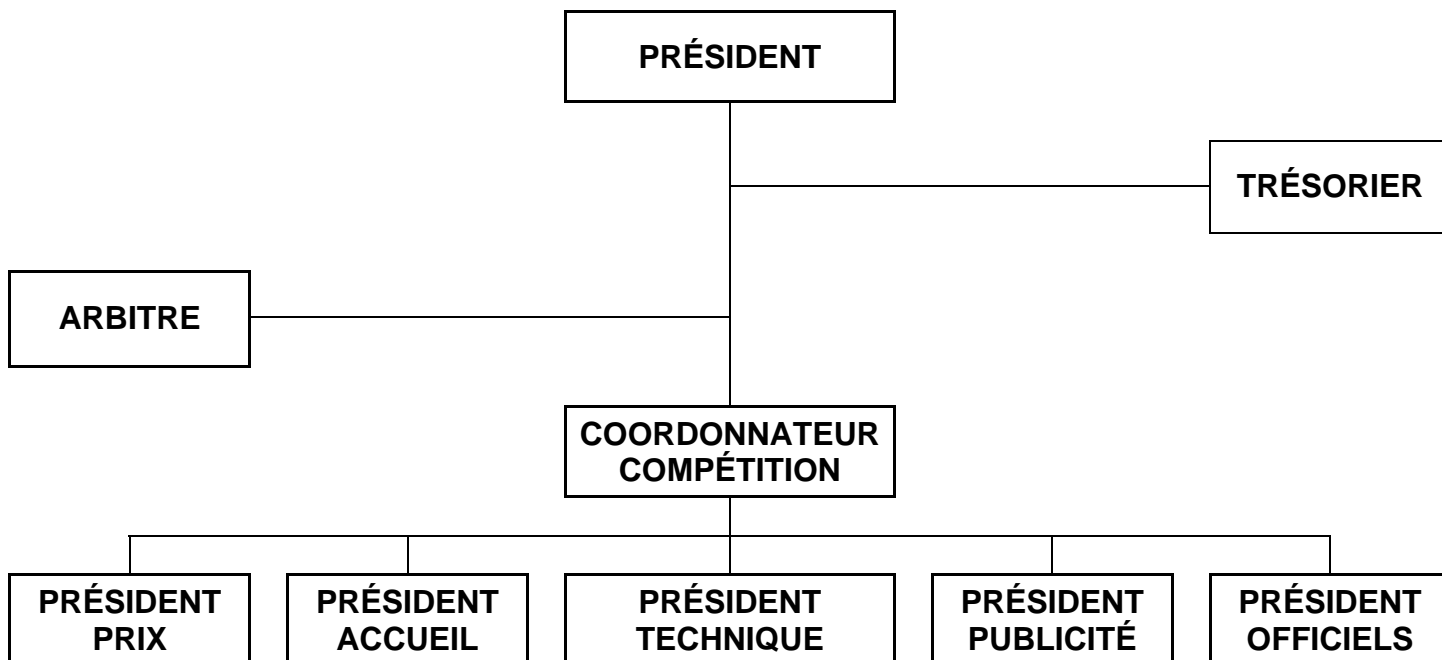 PRÉSIDENT
TRÉSORIER
ARBITRE
COORDONNATEUR
COMPÉTITION
PRÉSIDENT
PRIX
PRÉSIDENT
ACCUEIL
PRÉSIDENT
TECHNIQUE
PRÉSIDENT
PUBLICITÉ
PRÉSIDENT
OFFICIELS